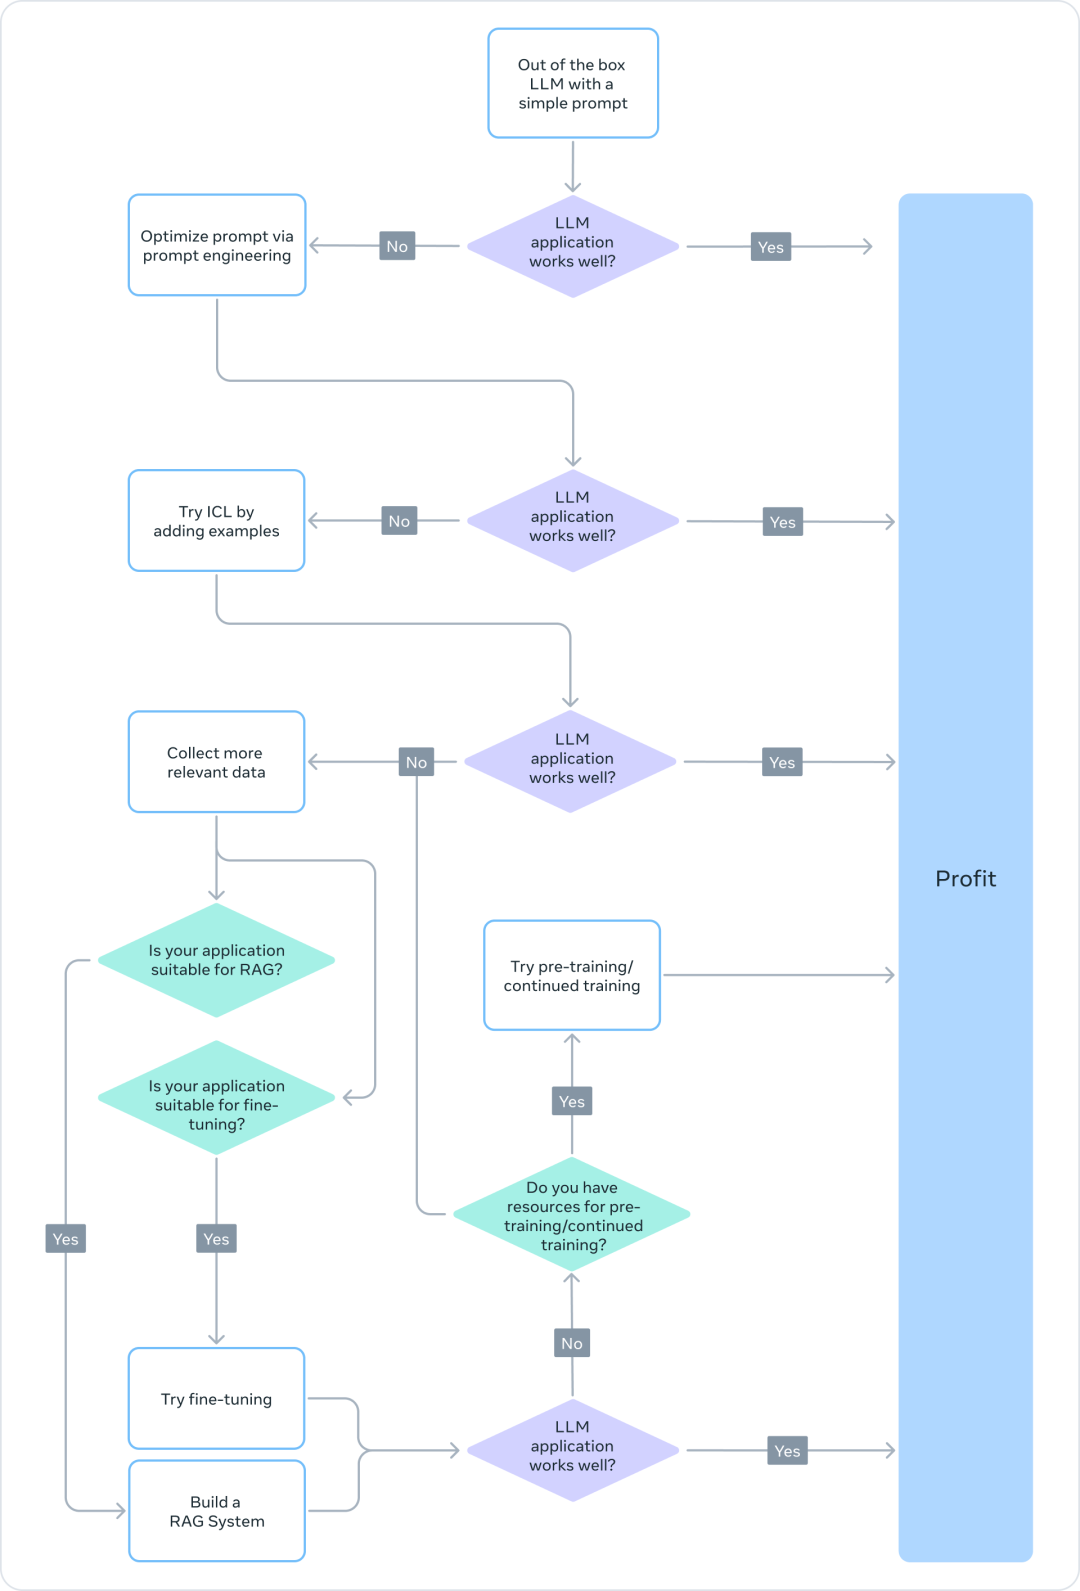 Out of the box
LLM with a
simple prompt
LLM
application
works well?
No
Yes
Optimize prompt via
prompt engineering
LLM
application
works well?
No
Yes
Try ICL by
adding examples
LLM
application
works well?
No
Yes
Collect more
relevant data
Profit
Is your application
suitable for RAG?
Try pre-training/
continued training
Is your application
suitable for fine-
tuning?
Yes
Do you have
resources for pre-
training/continued
training?
Yes
Yes
No
Try fine-tuning
LLM
application
works well?
Yes
Build a
RAG System